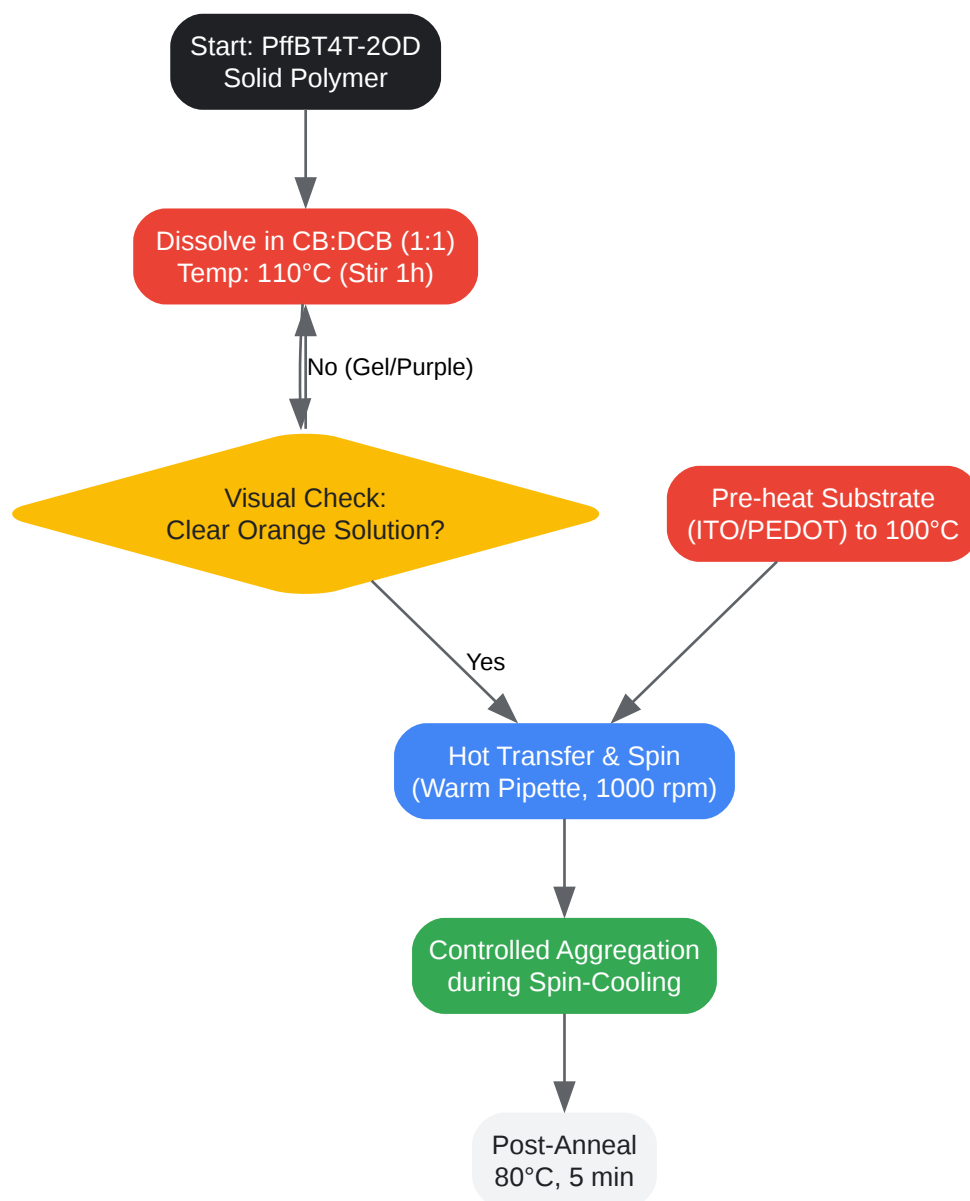 Start: PffBT4T-2OD
Solid Polymer
Dissolve in CB:DCB (1:1)
Temp: 110°C (Stir 1h)
No (Gel/Purple)
Visual Check:
Clear Orange Solution?
Pre-heat Substrate
(ITO/PEDOT) to 100°C
Yes
Hot Transfer & Spin
(Warm Pipette, 1000 rpm)
Controlled Aggregation
during Spin-Cooling
Post-Anneal
80°C, 5 min